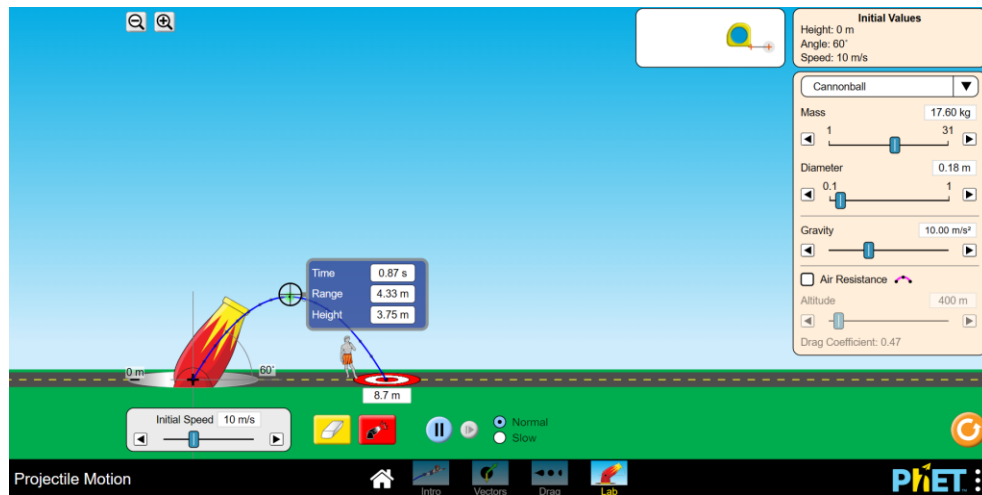 Initial Values
Height: 0 m
Angle: 60°
Speed: 10 m/s
Cannonball
Mass 17.60 kg
1 31
Diameter 0.18 m
0.1 1
Gravity 10.00 m/s²
Air Resistance
Altitude 400 m
Drag Coefficient: 0.47
Time 0.87 s
Range 4.33 m
Height 3.75 m
0 m
60°
8.7 m
Initial Speed 10 m/s
Normal
Slow
Projectile Motion
Intro
Vectors
Drag
Lab
PhET